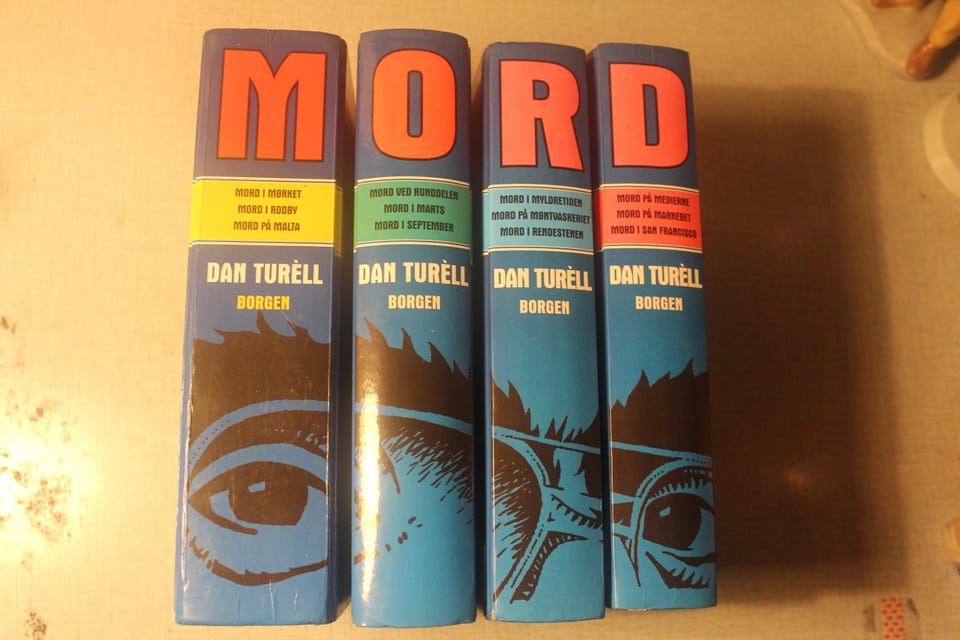 M
MORD I MØRKET
MORD I RODBY
MORD PÅ MALTA
DAN TURÈLL
BORGEN
O
MORD VED RUNDDELEN
MORD I MARTS
MORD I SEPTEMBER
DAN TURÈLL
BORGEN
R
MORD I MYLDRETIDEN
MORD PÅ MØNTVASKERIET
MORD I RENDESTENEN
DAN TURÈLL
BORGEN
D
MORD PÅ MEDIERNE
MORD PÅ MARKEDET
MORD I SAN FRANCISCO
DAN TURÈLL
BORGEN